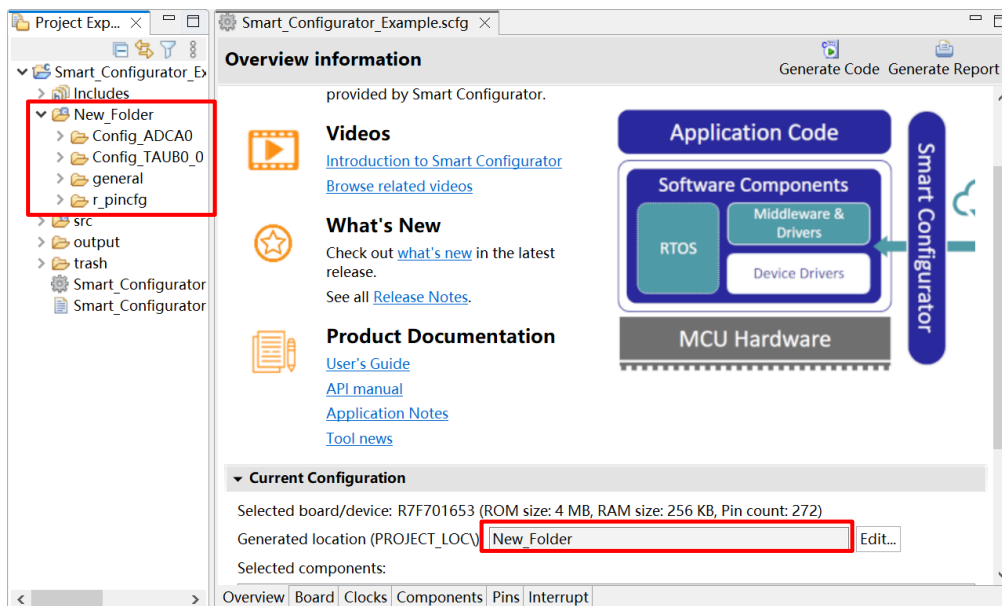 Project Exp...
Smart_Configurator_Ex
Includes
New_Folder
Config_ADCA0
Config_TAUB0_0
general
r_pincfg
src
output
trash
Smart_Configurator
Smart_Configurator
Smart_Configurator_Example.scfg
Overview information
Generate Code Generate Report
provided by Smart Configurator.
Videos
Introduction to Smart Configurator
Browse related videos
What's New
Check out what's new in the latest
release.
See all Release Notes.
Product Documentation
User's Guide
API manual
Application Notes
Tool news
Application Code
Software Components
RTOS
Middleware &
Drivers
Device Drivers
MCU Hardware
Smart Configurator
Current Configuration
Selected board/device: R7F701653 (ROM size: 4 MB, RAM size: 256 KB, Pin count: 272)
Generated location (PROJECT_LOC\) New_Folder Edit...
Selected components:
Overview Board Clocks Components Pins Interrupt